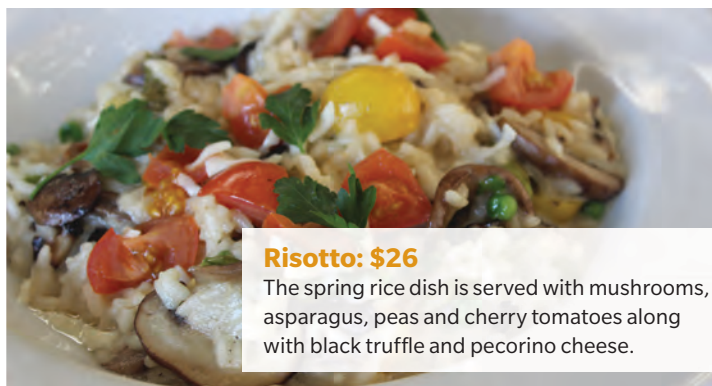 Risotto: $26
The spring rice dish is served with mushrooms,
asparagus, peas and cherry tomatoes along
with black truffle and pecorino cheese.